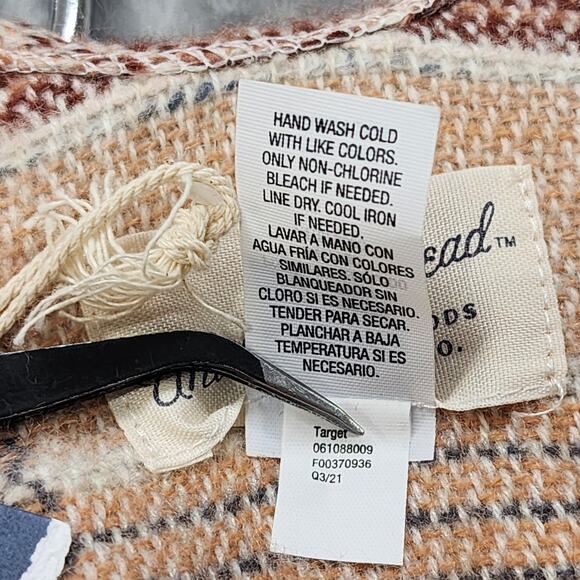 HAND WASH COLD
WITH LIKE COLORS.
ONLY NON-CHLORINE
BLEACH IF NEEDED.
LINE DRY. COOL IRON
IF NEEDED.
LAVAR A MANO CON
AGUA FRÍA CON COLORES
SIMILARES. SÓLO
BLANQUEADOR SIN
CLORO SI ES NECESARIO.
TENDER PARA SECAR.
PLANCHAR A BAJA
TEMPERATURA SI ES
NECESARIO.
Target
061088009
F00370936
Q3/21